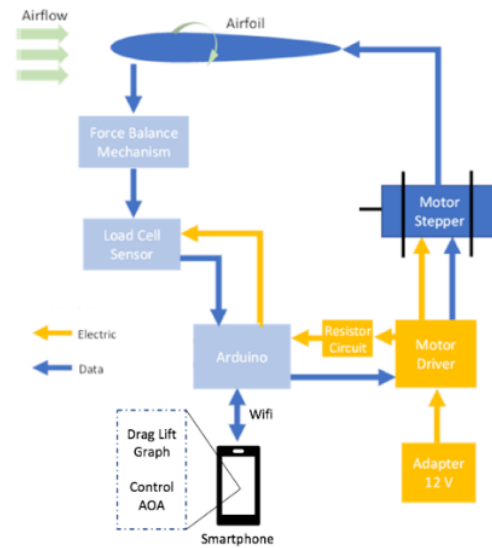 Airflow
Airfoil
Force Balance
Mechanism
Motor
Stepper
Load Cell
Sensor
Electric
Data
Arduino
Resistor
Circuit
Motor
Driver
Wifi
Drag Lift
Graph
Control
AOA
Adapter
12 V
Smartphone